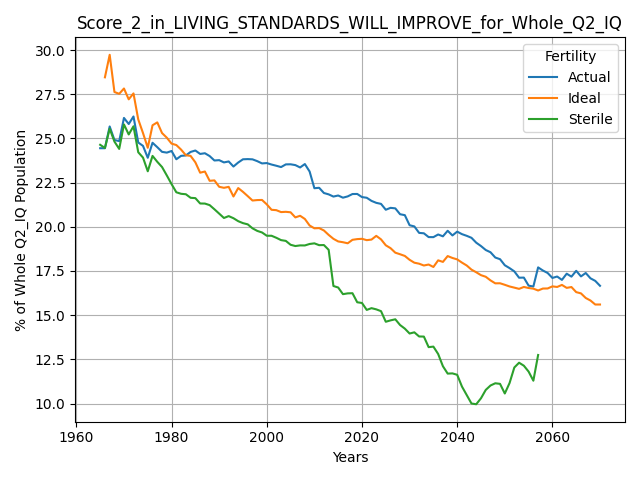 Score_2_in_LIVING_STANDARDS_WILL_IMPROVE_for_Whole_Q2_IQ
Fertility
Actual
Ideal
Sterile
% of Whole Q2_IQ Population
30.0
27.5
25.0
22.5
20.0
17.5
15.0
12.5
10.0
1960 1980 2000 2020 2040 2060
Years